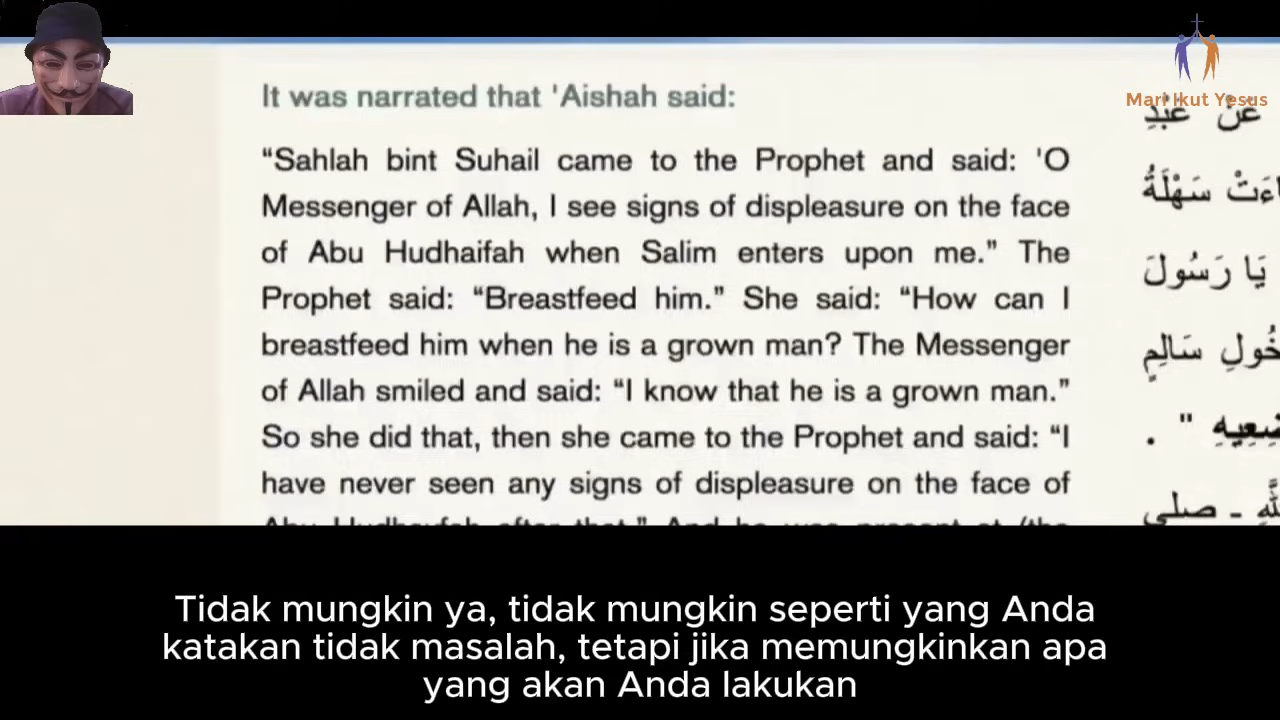 Mari Ikut Yesus
It was narrated that 'Aishah said:
“Sahlah bint Suhail came to the Prophet and said: 'O
Messenger of Allah, I see signs of displeasure on the face
of Abu Hudhaifah when Salim enters upon me.” The
Prophet said: “Breastfeed him.” She said: “How can I
breastfeed him when he is a grown man? The Messenger
of Allah smiled and said: “I know that he is a grown man.”
So she did that, then she came to the Prophet and said: “I
have never seen any signs of displeasure on the face of
عَنْ عَبْدِ
سَهْلَةُ
يَا رَسُولَ
سَالِمٍ
" .
ـ صلى
Tidak mungkin ya, tidak mungkin seperti yang Anda
katakan tidak masalah, tetapi jika memungkinkan apa
yang akan Anda lakukan